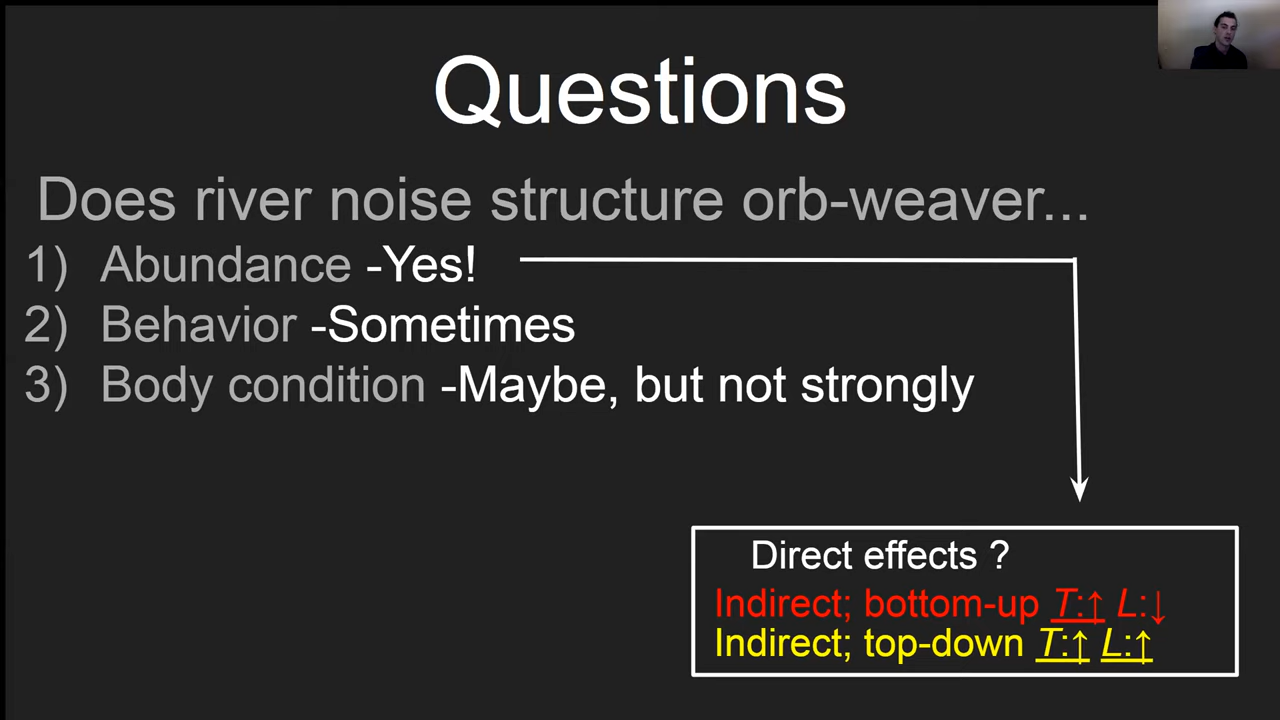 Questions
Does river noise structure orb-weaver...
1) Abundance -Yes!
2) Behavior -Sometimes
3) Body condition -Maybe, but not strongly
Direct effects ?
Indirect; bottom-up T:↑ L:↓
Indirect; top-down T:↑ L:↑